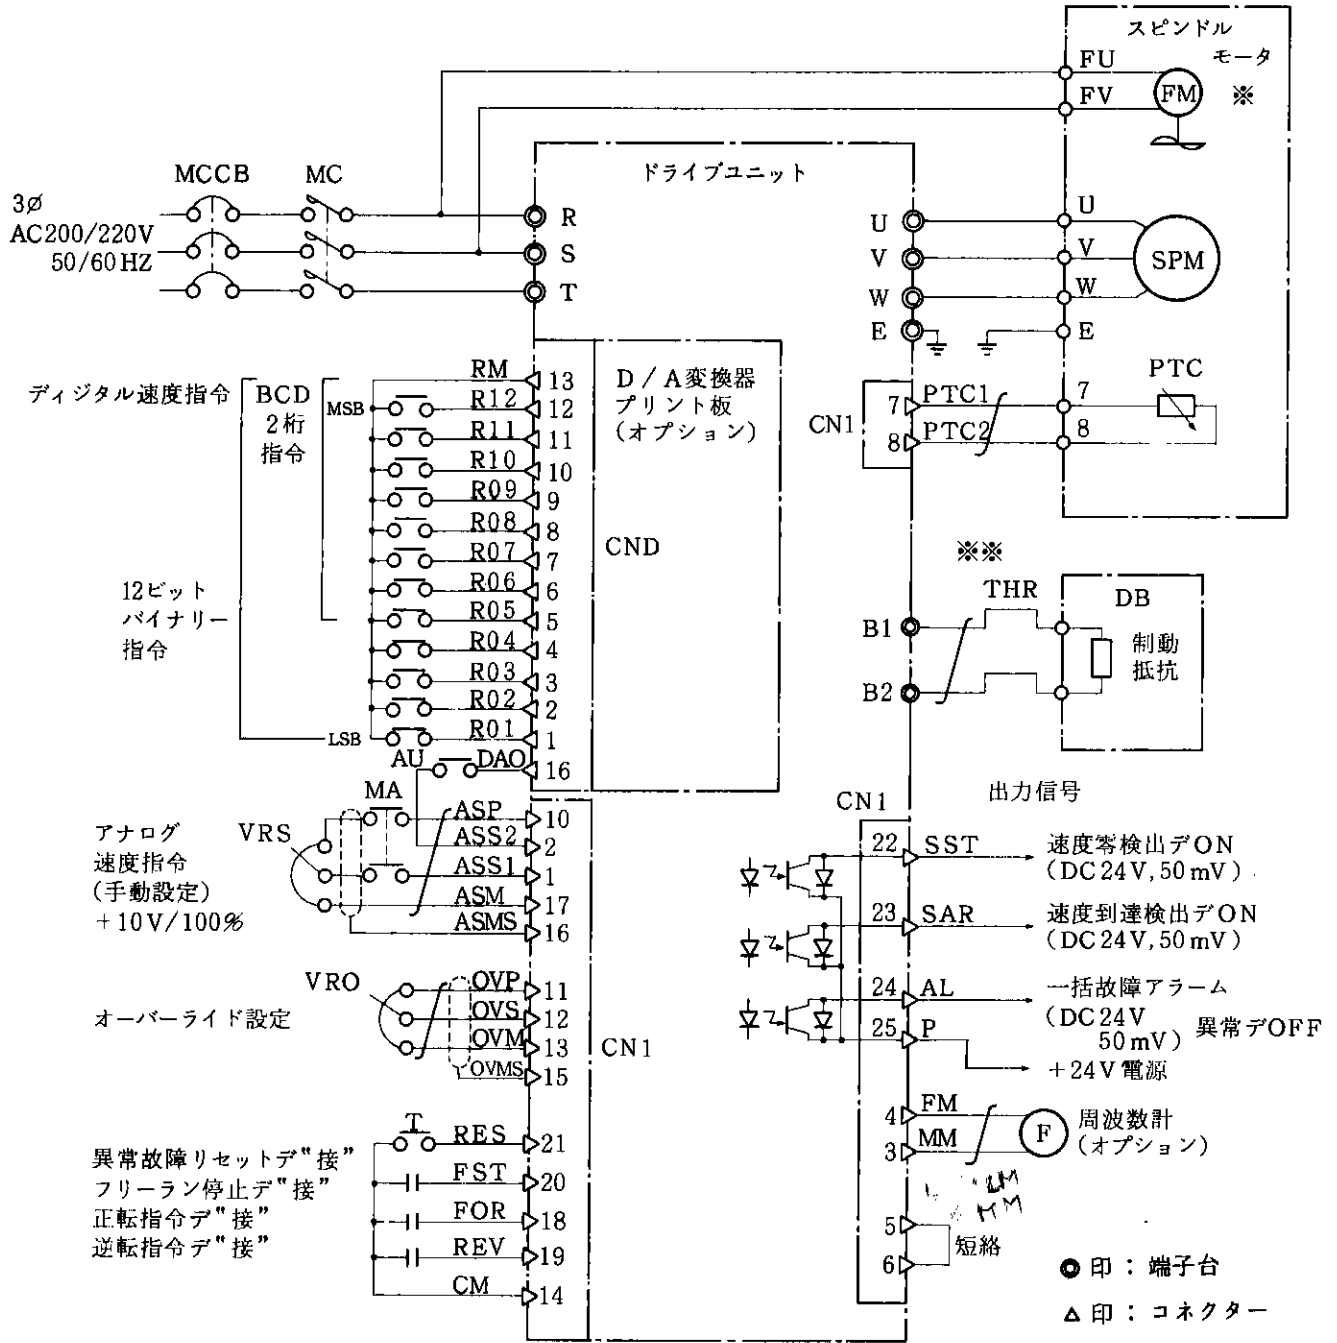 スピンドル
モータ
FU
FV
FM
※
ドライブユニット
MCCB
MC
3φ
AC200/220V
50/60HZ
R
S
T
U
V
W
E
U
V
W
E
SPM
PTC
ディジタル速度指令
BCD
2桁
指令
MSB
12ビット
バイナリー
指令
LSB
RM 13
R12 12
R11 11
R10 10
R09 9
R08 8
R07 7
R06 6
R05 5
R04 4
R03 3
R02 2
R01 1
AU DAO 16
D/A変換器
プリント板
(オプション)
CND
CN1
7 PTC1 7
8 PTC2 8
※※
THR
DB
制動
抵抗
B1
B2
アナログ
速度指令
(手動設定)
+10V/100%
VRS
MA
ASP 10
ASS2 2
ASS1 1
ASM 17
ASMS 16
オーバーライド設定
VRO
OVP 11
OVS 12
OVM 13
OVMS 15
CN1
異常故障リセットデ"接"
フリーラン停止デ"接"
正転指令デ"接"
逆転指令デ"接"
T
RES 21
FST 20
FOR 18
REV 19
CM 14
出力信号
CN1
22 SST
速度零検出デON
(DC24V,50mV)
23 SAR
速度到達検出デON
(DC24V,50mV)
24 AL
一括故障アラーム
(DC24V
50mV) 異常デOFF
25 P
+24V電源
4 FM
3 MM
F
周波数計
(オプション)
MM
5
6
短絡
◎印：端子台
△印：コネクター